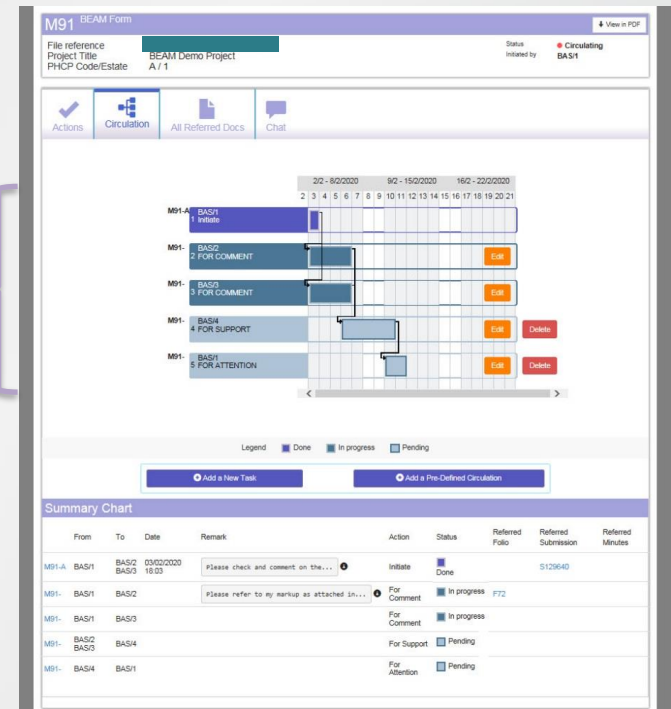 M91 BEAM Form
View in PDF
File reference
Project Title BEAM Demo Project
PHCP Code/Estate A / 1
Status Circulating
Initiated by BAS/1
Actions
Circulation
All Referred Docs
Chat
2/2 - 8/2/2020 9/2 - 15/2/2020 16/2 - 22/2/2020
2 3 4 5 6 7 8 9 10 11 12 13 14 15 16 17 18 19 20 21
M91-A BAS/1
1 Initiate
M91- BAS/2
2 FOR COMMENT
Edit
M91- BAS/3
3 FOR COMMENT
Edit
M91- BAS/4
4 FOR SUPPORT
Edit Delete
M91- BAS/1
5 FOR ATTENTION
Edit Delete
Legend Done In progress Pending
Add a New Task Add a Pre-Defined Circulation
Summary Chart
From To Date Remark Action Status Referred Folio Referred Submission Referred Minutes
M91-A BAS/1 BAS/2 BAS/3 03/02/2020 18:03 Please check and comment on the... Initiate Done S129640
M91- BAS/1 BAS/2 Please refer to my markup as attached in... For Comment In progress F72
M91- BAS/1 BAS/3 For Comment In progress
M91- BAS/2 BAS/3 BAS/4 For Support Pending
M91- BAS/4 BAS/1 For Attention Pending